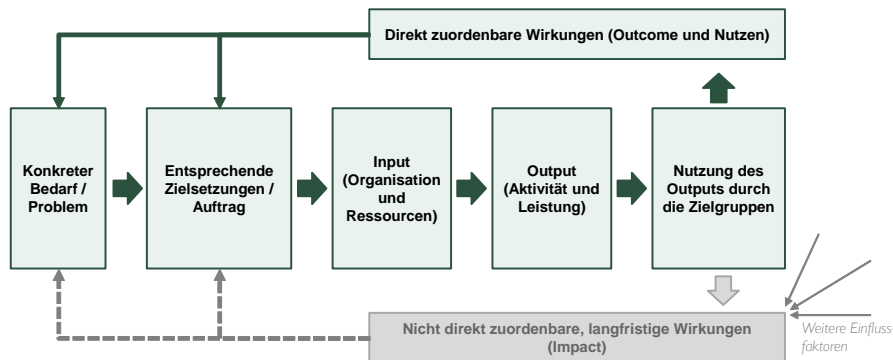 Direkt zuordenbare Wirkungen (Outcome und Nutzen)
Konkreter
Bedarf /
Problem
Entsprechende
Zielsetzungen /
Auftrag
Input
(Organisation
und
Ressourcen)
Output
(Aktivität und
Leistung)
Nutzung des
Outputs durch
die Zielgruppen
Nicht direkt zuordenbare, langfristige Wirkungen
(Impact)
Weitere Einfluss-
faktoren